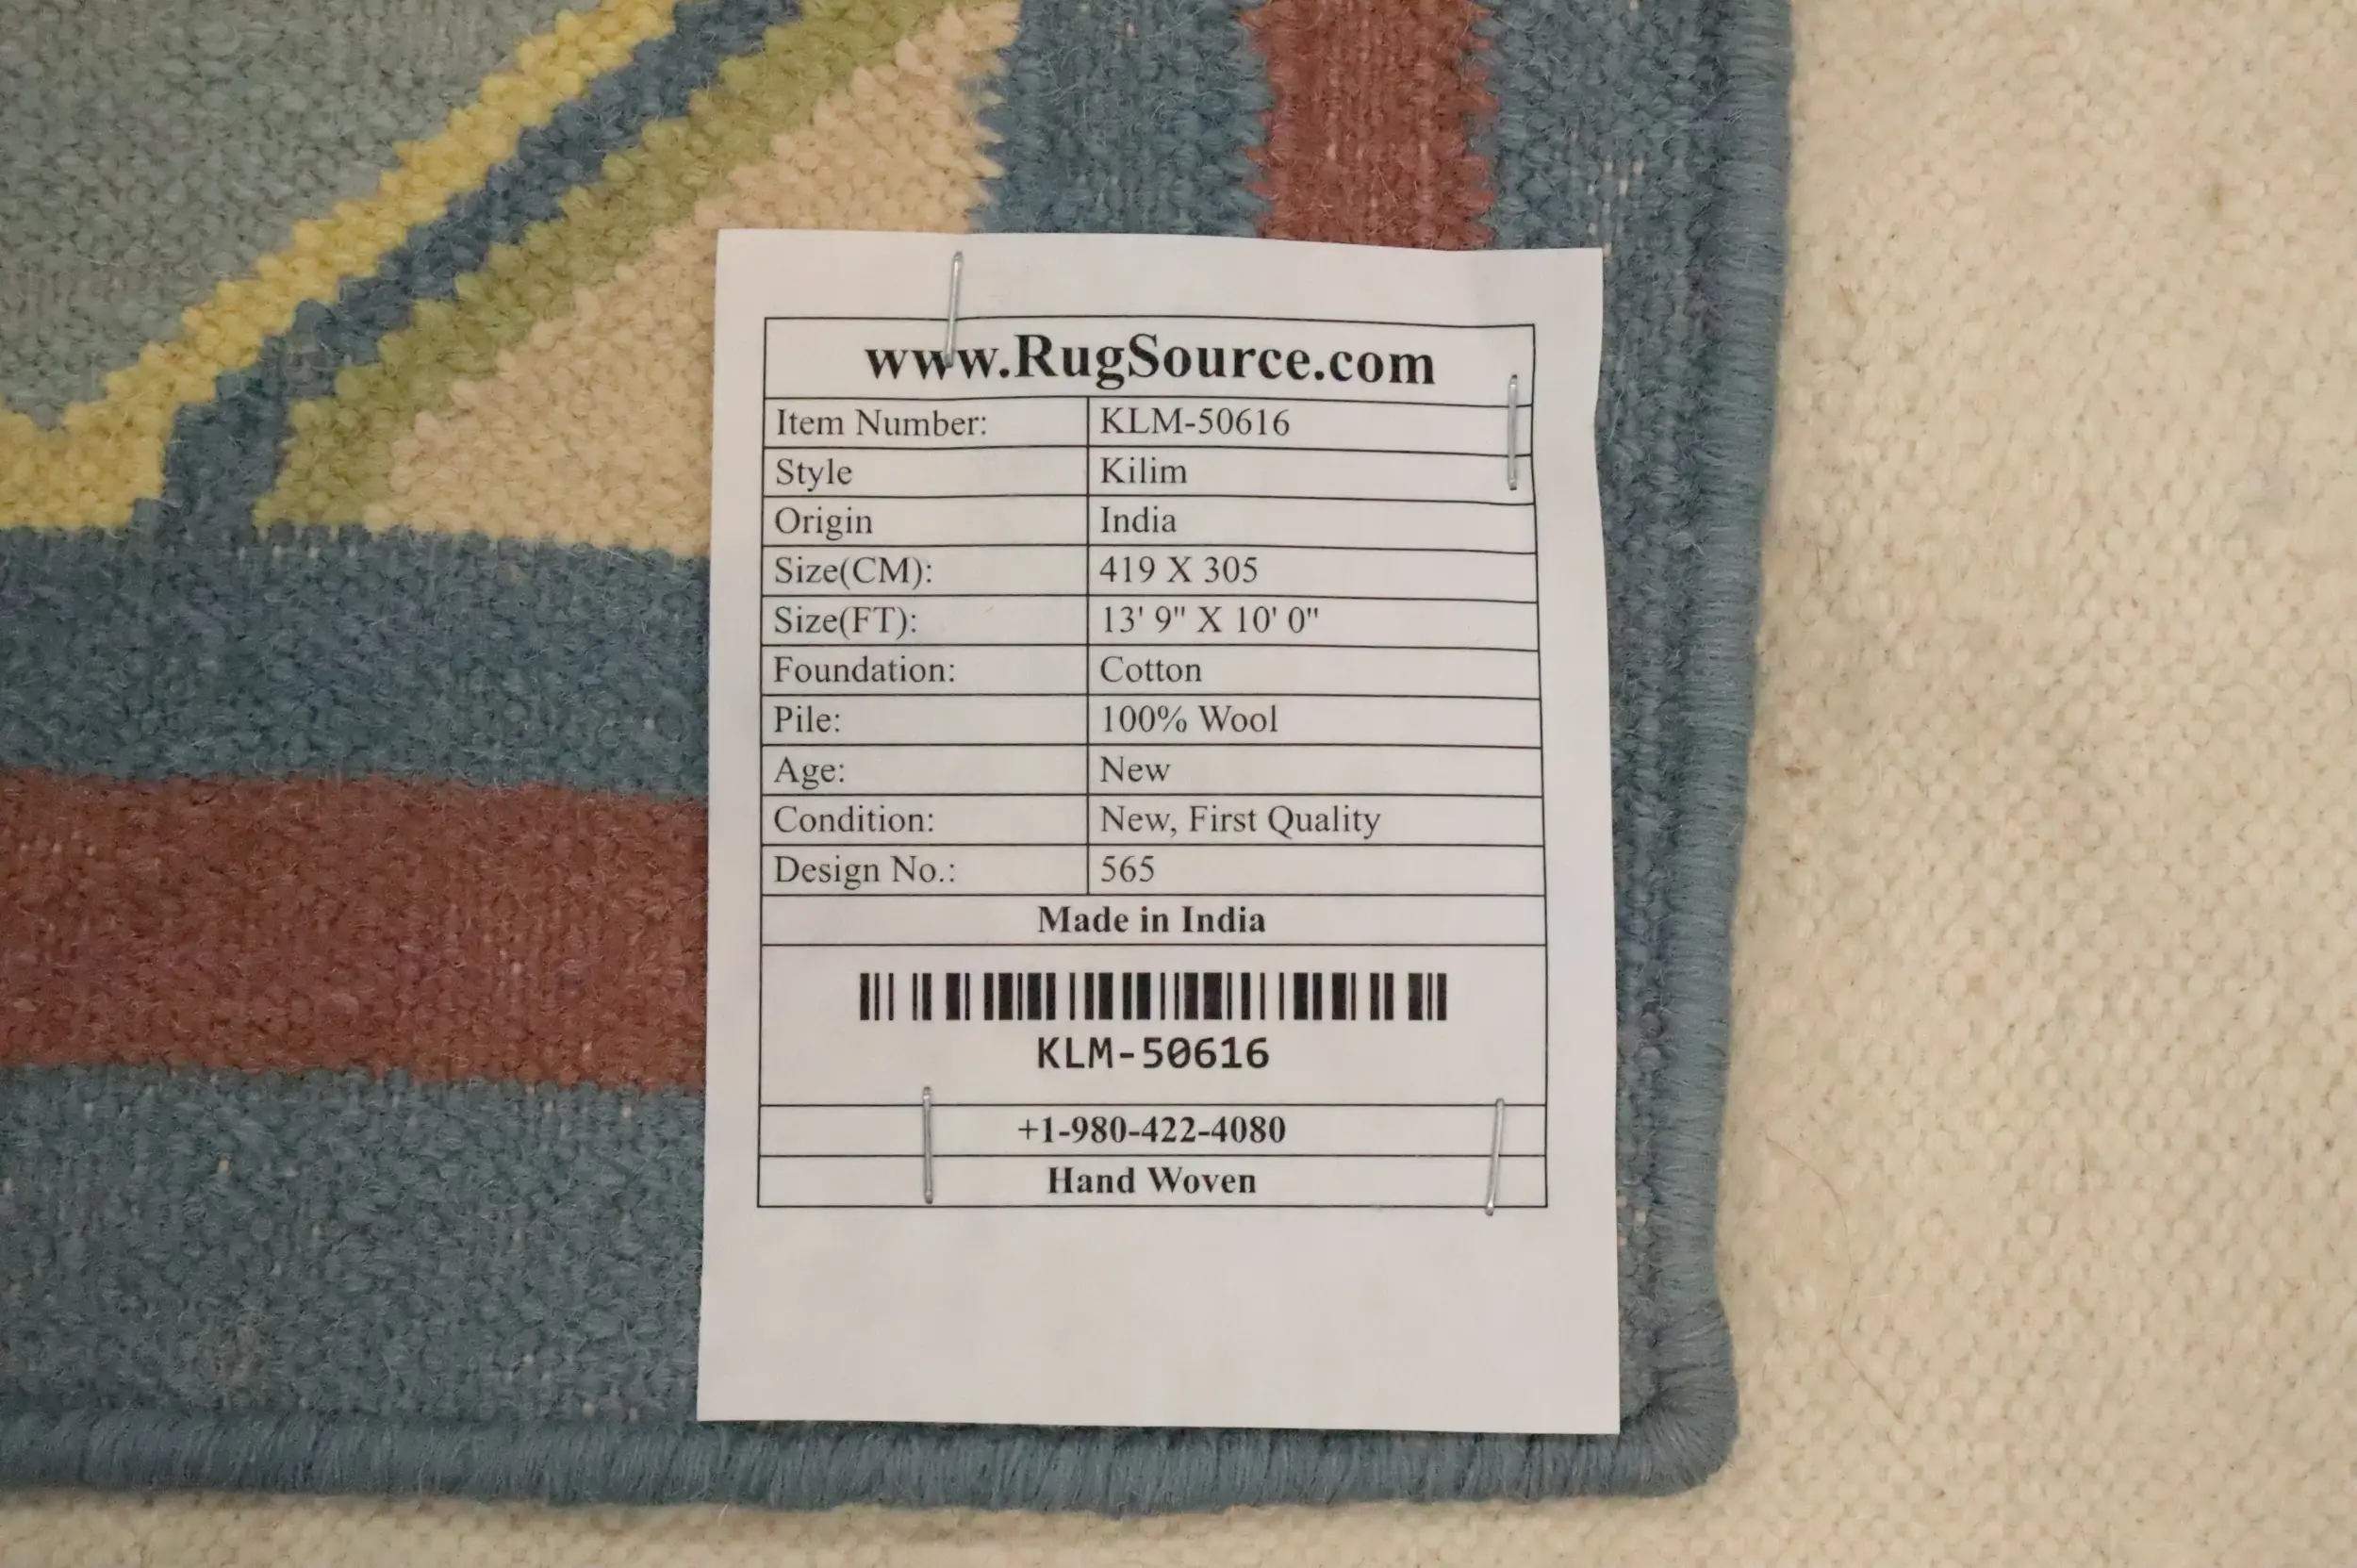 www.RugSource.com
Item Number: KLM-50616
Style Kilim
Origin India
Size(CM): 419 X 305
Size(FT): 13' 9" X 10' 0"
Foundation: Cotton
Pile: 100% Wool
Age: New
Condition: New, First Quality
Design No.: 565
Made in India
KLM-50616
+1-980-422-4080
Hand Woven